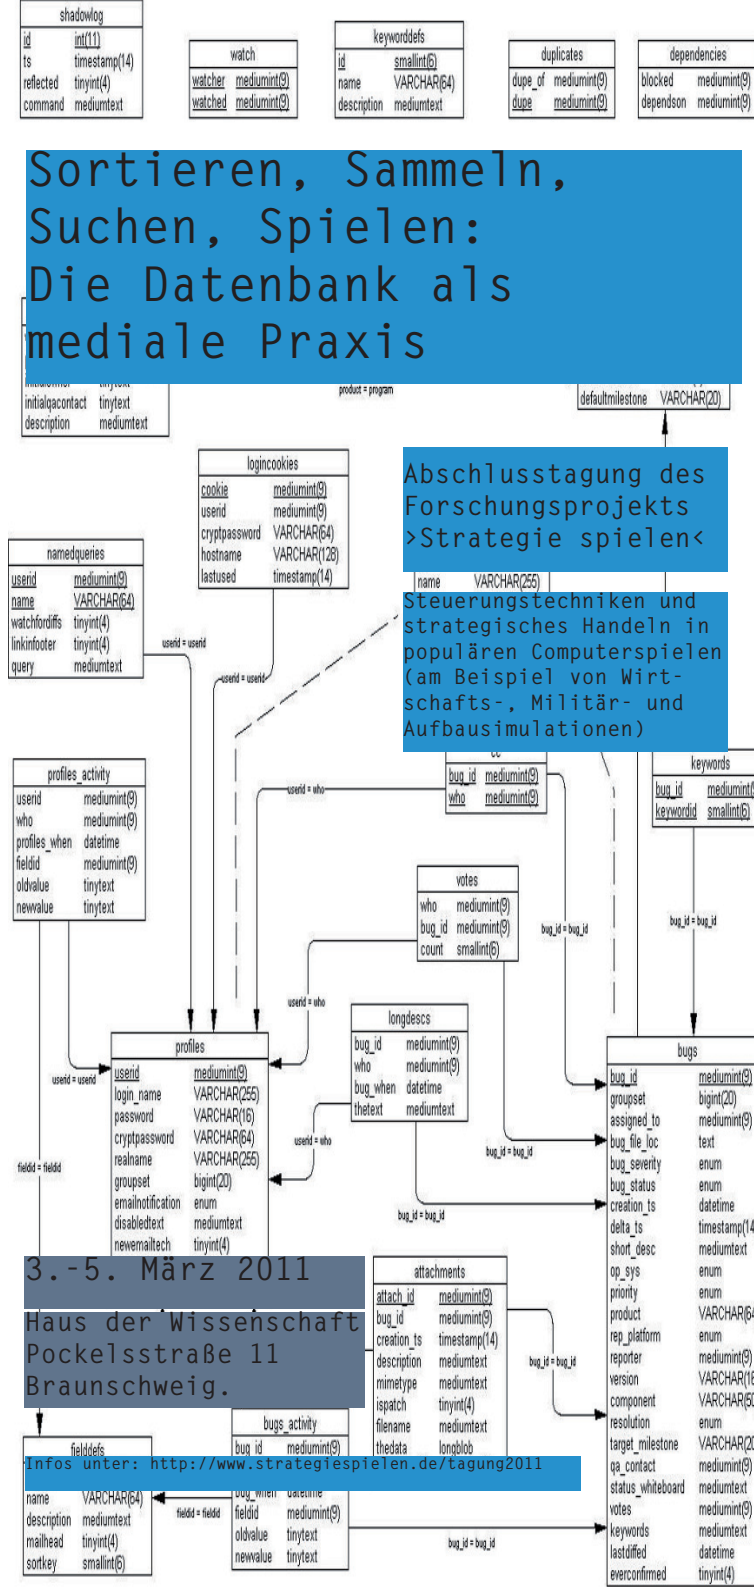 shadowlog
id int(11)
ts timestamp(14)
reflected tinyint(4)
command mediumtext
watch
watcher mediumint(9)
watched mediumint(9)
keyworddefs
id smallint(6)
name VARCHAR(64)
description mediumtext
duplicates
dupe_of mediumint(9)
dupe mediumint(9)
dependencies
blocked mediumint(9)
dependson mediumint(9)
Sortieren, Sammeln,
Suchen, Spielen:
Die Datenbank als
mediale Praxis
tinytext
initialqacontact tinytext
description mediumtext
product = program
defaultmilestone VARCHAR(20)
logincookies
cookie mediumint(9)
userid mediumint(9)
cryptpassword VARCHAR(64)
hostname VARCHAR(128)
lastused timestamp(14)
Abschlusstagung des
Forschungsprojekts
>Strategie spielen<
name VARCHAR(255)
Steuerungstechniken und
strategisches Handeln in
populären Computerspielen
(am Beispiel von Wirt-
schafts-, Militär- und
Aufbausimulationen)
namedqueries
userid mediumint(9)
name VARCHAR(64)
watchfordiffs tinyint(4)
linkinfooter tinyint(4)
query mediumtext
userid = userid
userid = userid
profiles_activity
userid mediumint(9)
who mediumint(9)
profiles_when datetime
fieldid mediumint(9)
oldvalue tinytext
newvalue tinytext
userid = who
cc
bug_id mediumint(9)
who mediumint(9)
keywords
bug_id mediumint(9
keywordid smallint(6)
votes
who mediumint(9)
bug_id mediumint(9)
count smallint(6)
bug_id = bug_id
bug_id = bug_id
userid = who
longdescs
bug_id mediumint(9)
who mediumint(9)
bug_when datetime
thetext mediumtext
profiles
userid mediumint(9)
login_name VARCHAR(255)
password VARCHAR(16)
cryptpassword VARCHAR(64)
realname VARCHAR(255)
groupset bigint(20)
emailnotification enum
disabledtext mediumtext
newemailtech tinyint(4)
userid = userid
userid = who
bug_id = bug_id
fieldid = fieldid
bug_id = bug_id
bugs
bug_id mediumint(9)
groupset bigint(20)
assigned_to mediumint(9)
bug_file_loc text
bug_severity enum
bug_status enum
creation_ts datetime
delta_ts timestamp(14
short_desc mediumtext
op_sys enum
priority enum
product VARCHAR(64
rep_platform enum
reporter mediumint(9)
version VARCHAR(16
component VARCHAR(50
resolution enum
target_milestone VARCHAR(20
qa_contact mediumint(9)
status_whiteboard mediumtext
votes mediumint(9)
keywords mediumtext
lastdiffed datetime
everconfirmed tinyint(4)
3.-5. März 2011
Haus der Wissenschaft
Pockelsstraße 11
Braunschweig.
attachments
attach_id mediumint(9)
bug_id mediumint(9)
creation_ts timestamp(14)
description mediumtext
mimetype mediumtext
ispatch tinyint(4)
filename mediumtext
thedata longblob
bug_id = bug_id
bugs_activity
bug_id mediumint(9)
fielddefs
Infos unter: http://www.strategiespielen.de/tagung2011
bug_when datetime
fieldid mediumint(9)
oldvalue tinytext
newvalue tinytext
name VARCHAR(64)
description mediumtext
mailhead tinyint(4)
sortkey smallint(6)
fieldid = fieldid
bug_id = bug_id